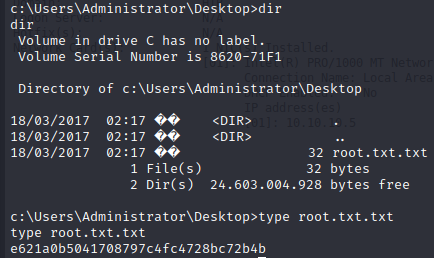 c:\Users\Administrator\Desktop>dir
dir
 Volume in drive C has no label.
 Volume Serial Number is 8620-71F1

 Directory of c:\Users\Administrator\Desktop

18/03/2017  02:17 ��    <DIR>          .
18/03/2017  02:17 ��    <DIR>          ..
18/03/2017  02:17 ��                32 root.txt.txt
               1 File(s)             32 bytes
               2 Dir(s)  24.603.004.928 bytes free

c:\Users\Administrator\Desktop>type root.txt.txt
type root.txt.txt
e621a0b5041708797c4fc4728bc72b4b